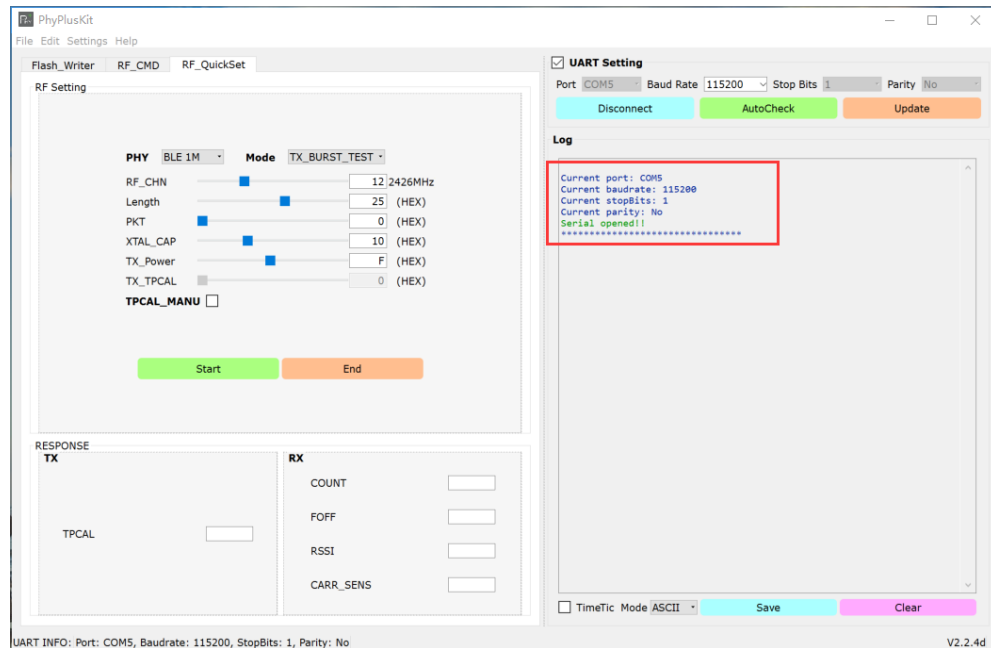 PhyPlusKit
File Edit Settings Help
Flash_Writer RF_CMD RF_QuickSet
RF Setting
PHY BLE 1M Mode TX_BURST_TEST
RF_CHN 12 2426MHz
Length 25 (HEX)
PKT 0 (HEX)
XTAL_CAP 10 (HEX)
TX_Power F (HEX)
TX_TPCAL 0 (HEX)
TPCAL_MANU
Start End
RESPONSE
TX
TPCAL
RX
COUNT
FOFF
RSSI
CARR_SENS
UART Setting
Port COM5 Baud Rate 115200 Stop Bits 1 Parity No
Disconnect AutoCheck Update
Log
Current port: COM5
Current baudrate: 115200
Current stopBits: 1
Current parity: No
Serial opened!!
*********************************
TimeTic Mode ASCII Save Clear
UART INFO: Port: COM5, Baudrate: 115200, StopBits: 1, Parity: No V2.2.4d